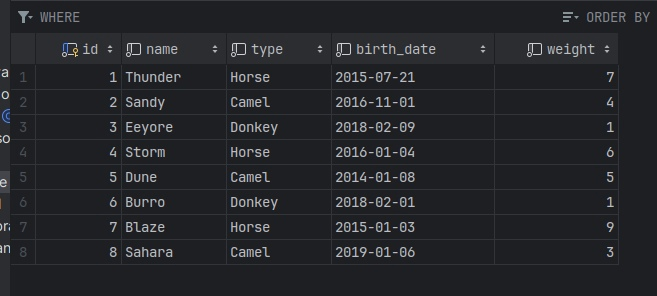 WHERE ORDER BY
id name type birth_date weight
1 1 Thunder Horse 2015-07-21 7
2 2 Sandy Camel 2016-11-01 4
3 3 Eeyore Donkey 2018-02-09 1
4 4 Storm Horse 2016-01-04 6
5 5 Dune Camel 2014-01-08 5
6 6 Burro Donkey 2018-02-01 1
7 7 Blaze Horse 2015-01-03 9
8 8 Sahara Camel 2019-01-06 3